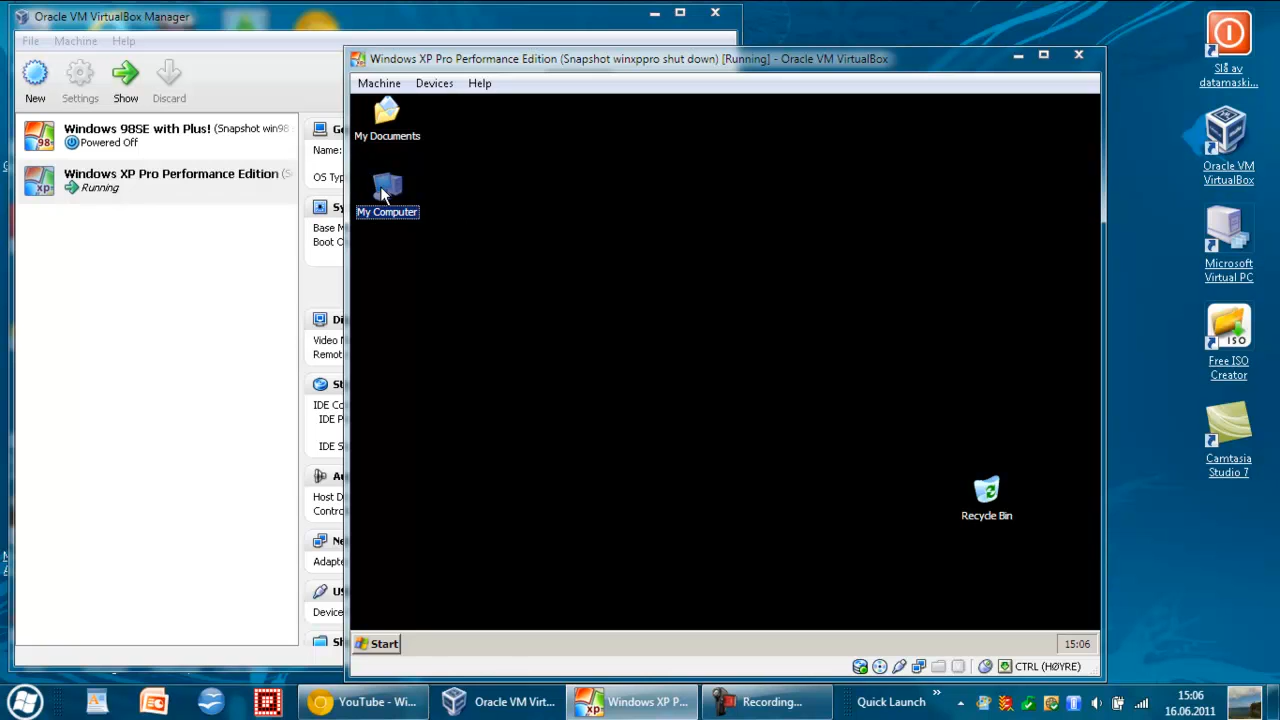 Oracle VM VirtualBox Manager
File Machine Help
New Settings Show Discard
Windows 98SE with Plus! (Snapshot win98
Powered Off
Windows XP Pro Performance Edition (S
Running
Name:
OS Typ
Base M
Boot O
Video M
Remot
IDE Co
IDE P
IDE S
Host D
Contro
Adapte
Device
Windows XP Pro Performance Edition (Snapshot winxppro shut down) [Running] - Oracle VM VirtualBox
Machine Devices Help
My Documents
My Computer
Recycle Bin
Start
15:06
CTRL (HØYRE)
Slå av
datamaski...
Oracle VM
VirtualBox
Microsoft
Virtual PC
ISO
Free ISO
Creator
Camtasia
Studio 7
YouTube - Wi...
Oracle VM Virt...
Windows XP P...
Recording...
Quick Launch
15:06
16.06.2011